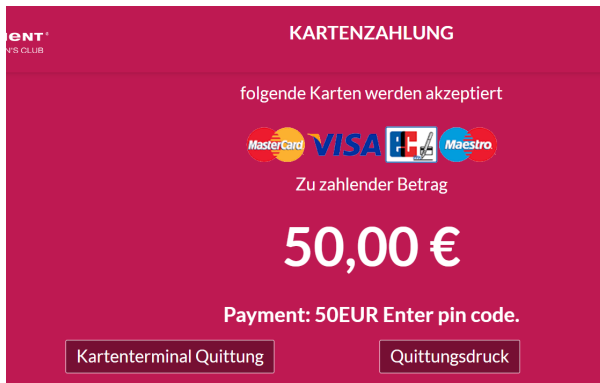 KARTENZAHLUNG
folgende Karten werden akzeptiert
MasterCard VISA ec Maestro
Zu zahlender Betrag
50,00 €
Payment: 50EUR Enter pin code.
Kartenterminal Quittung Quittungsdruck